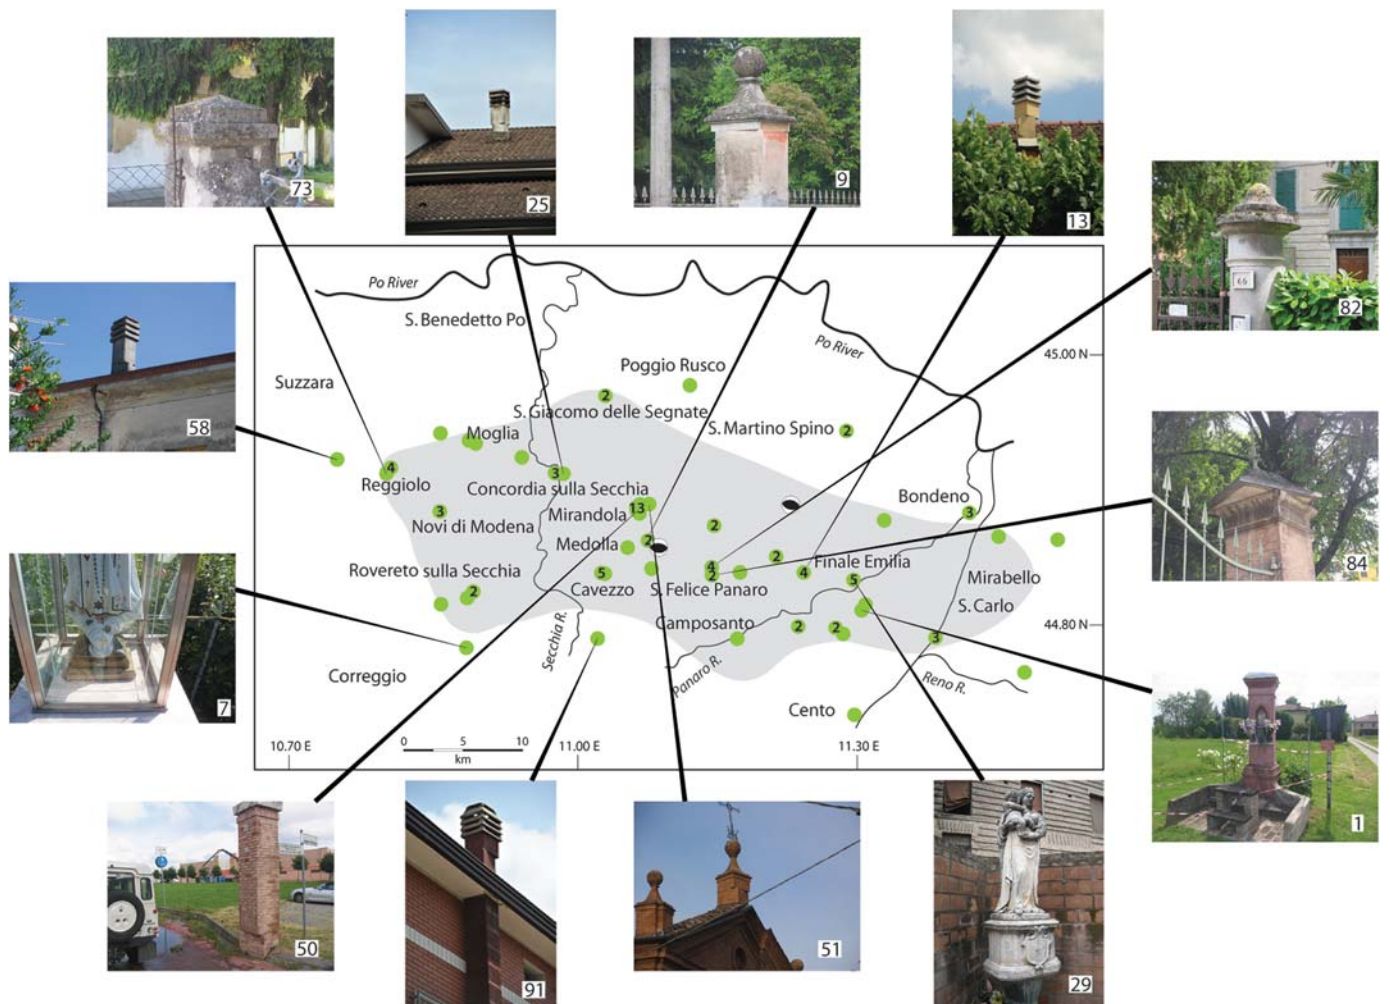 73
25
9
13
82
58
84
7
1
50
91
51
29
66
Po River
S. Benedetto Po
Po River
45.00 N
Poggio Rusco
Suzzara
2
S. Giacomo delle Segnate
S. Martino Spino
2
Moglia
4
Reggiolo
3
Concordia sulla Secchia
Bondeno
3
3
Novi di Modena
13
Mirandola
2
2
Medolla
2
4
2
Finale Emilia
4
5
Rovereto sulla Secchia
2
5
Cavezzo
S. Felice Panaro
Mirabello
S. Carlo
Camposanto
2
2
3
44.80 N
Secchia R.
Panaro R.
Reno R.
Correggio
Cento
10.70 E
0
5
10
km
11.00 E
11.30 E